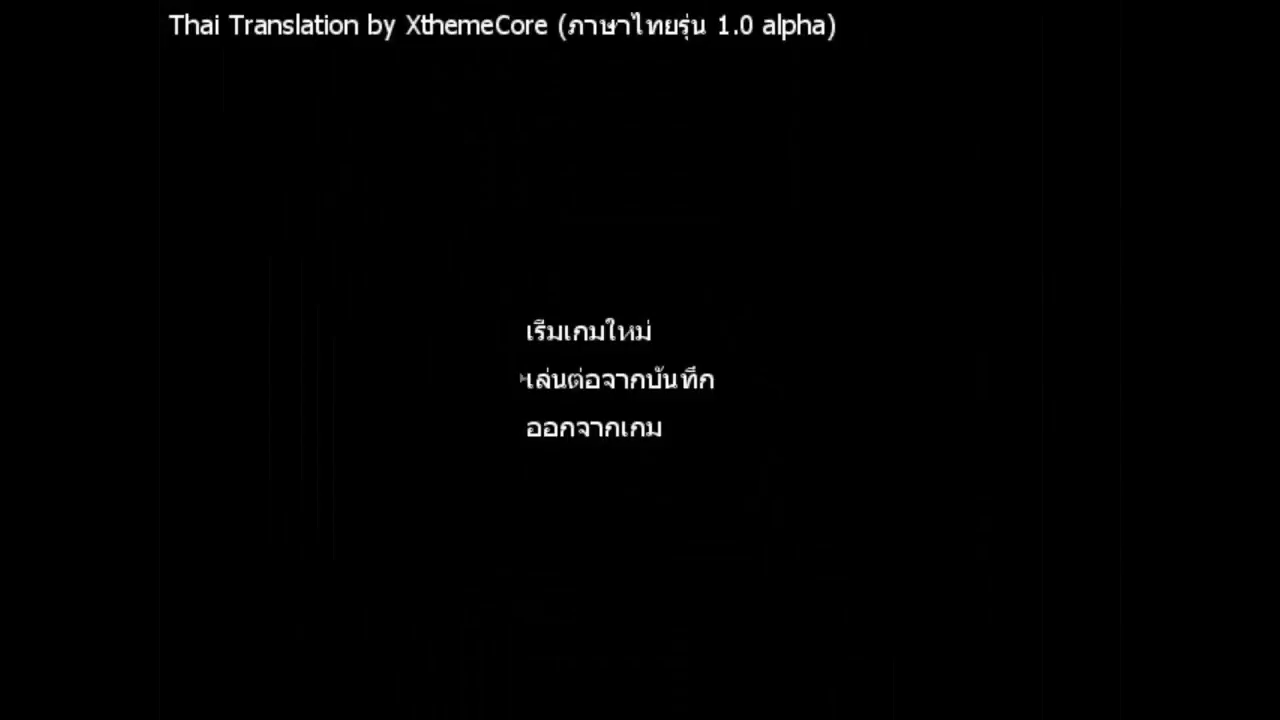 Thai Translation by XthemeCore (ภาษาไทยรุ่น 1.0 alpha)
เริ่มเกมใหม่
เล่นต่อจากบันทึก
ออกจากเกม